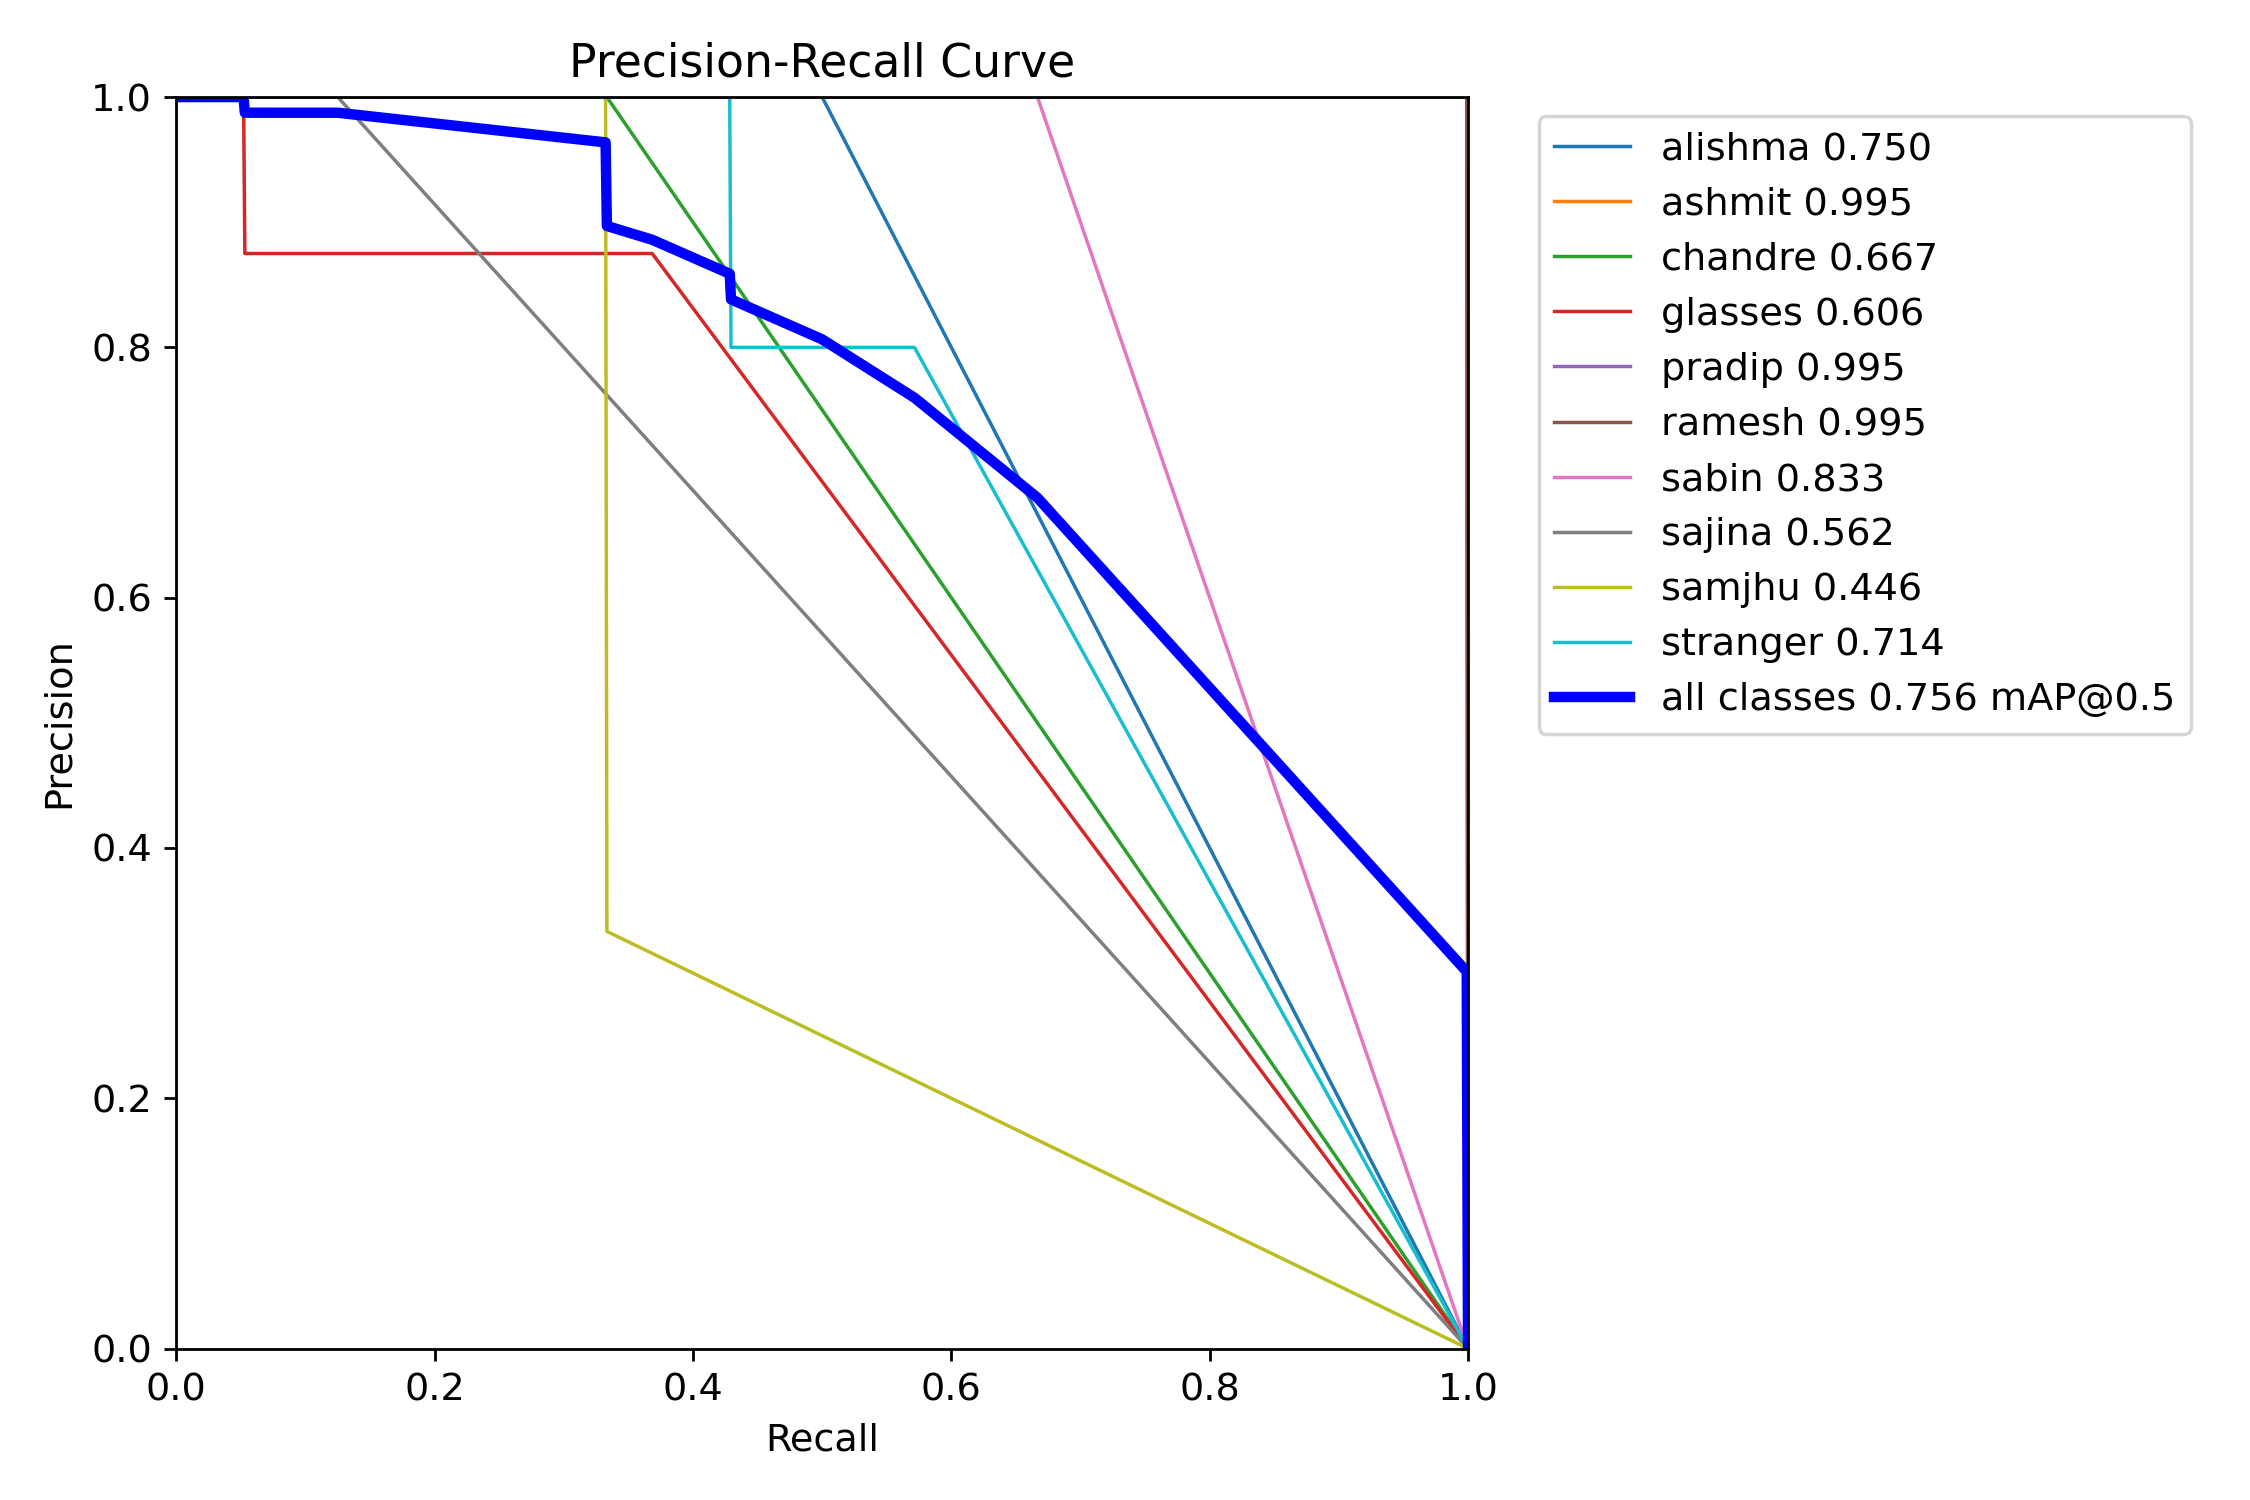 Precision-Recall Curve
1.0
0.8
0.6
0.4
0.2
0.0
Precision
0.0 0.2 0.4 0.6 0.8 1.0
Recall
alishma 0.750
ashmit 0.995
chandre 0.667
glasses 0.606
pradip 0.995
ramesh 0.995
sabin 0.833
sajina 0.562
samjhu 0.446
stranger 0.714
all classes 0.756 mAP@0.5